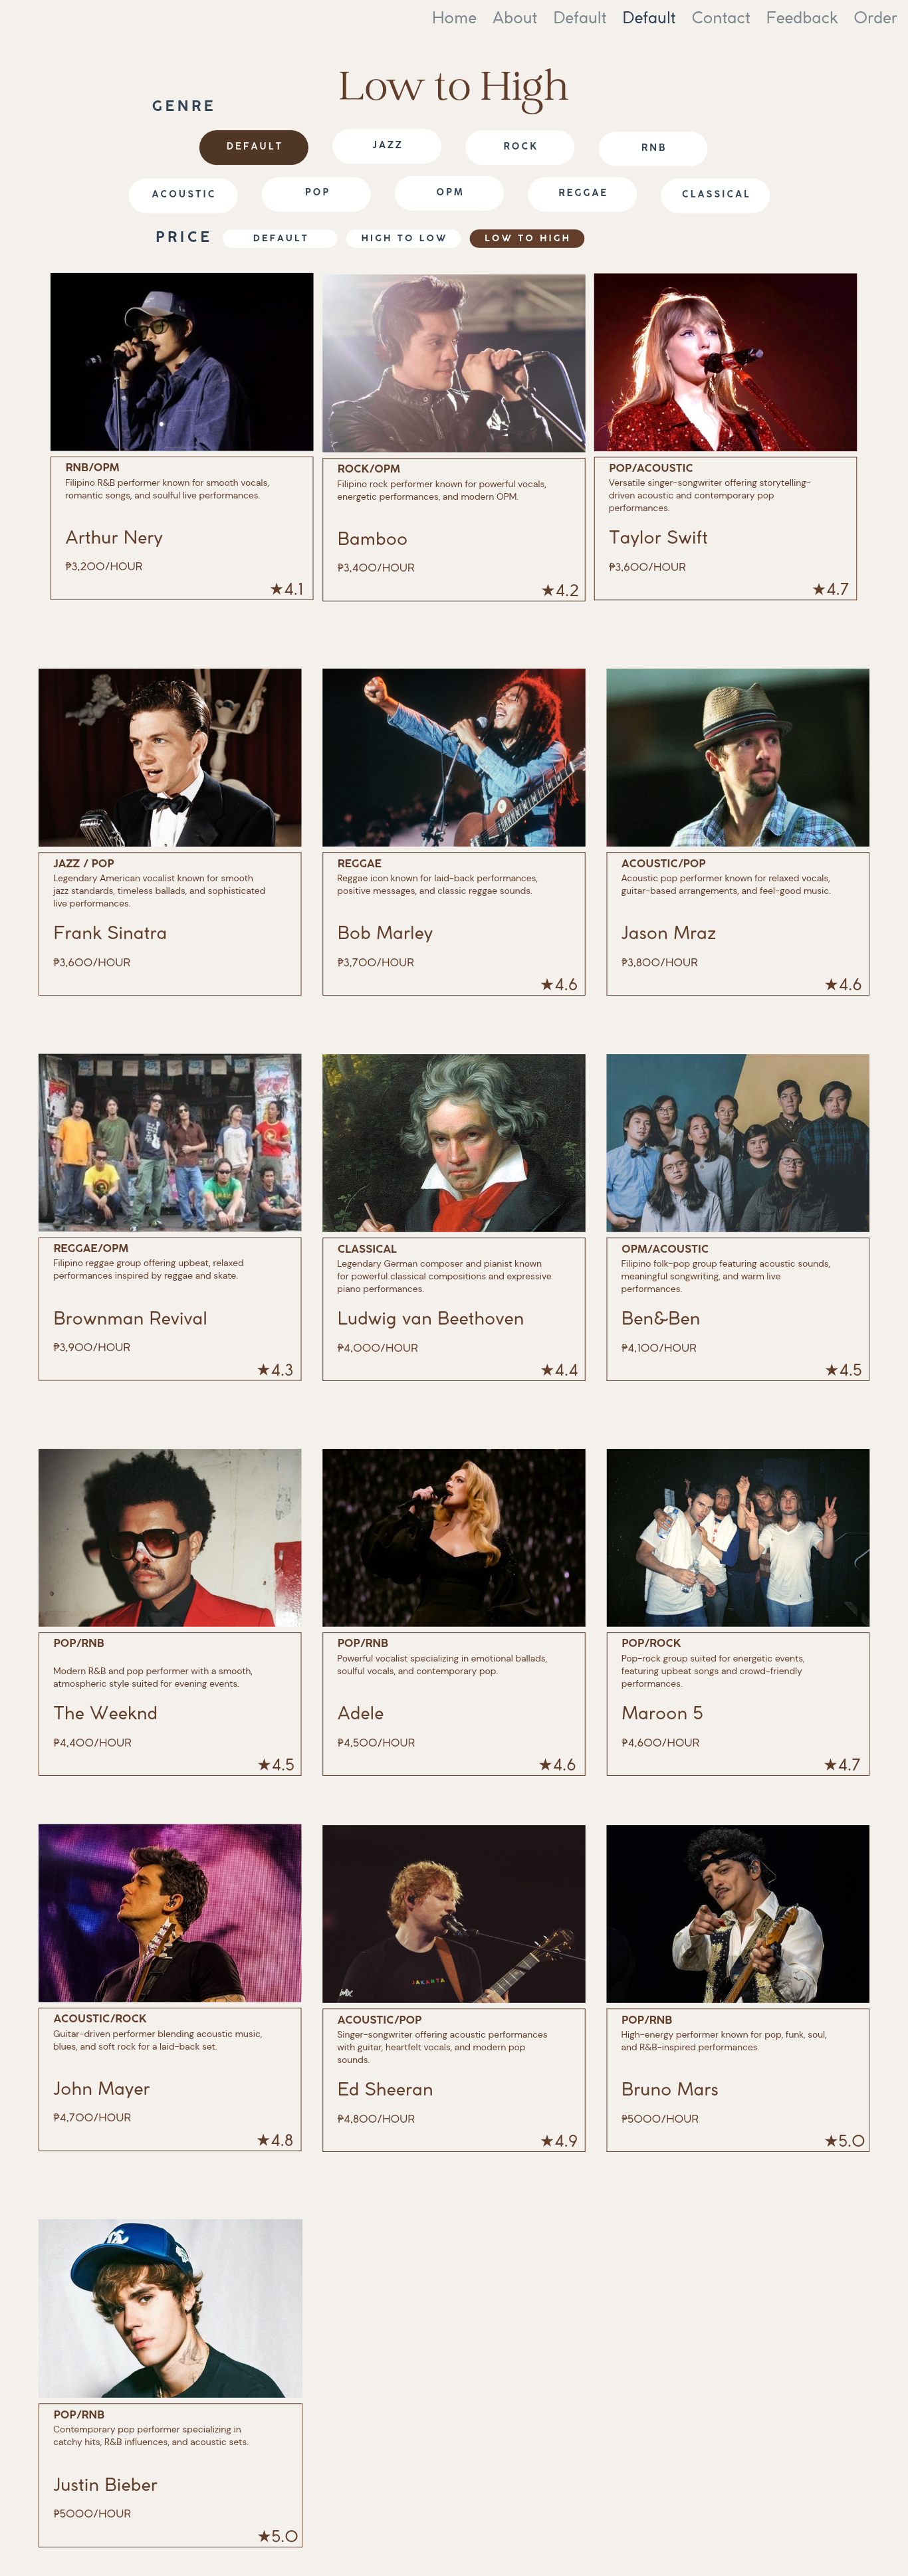 Home About Default Default Contact Feedback Order
Low to High
GENRE
DEFAULT JAZZ ROCK RNB
ACOUSTIC POP OPM REGGAE CLASSICAL
PRICE DEFAULT HIGH TO LOW LOW TO HIGH
RNB/OPM
Filipino R&B performer known for smooth vocals,
romantic songs, and soulful live performances.
Arthur Nery
₱3,200/HOUR
★4.1
ROCK/OPM
Filipino rock performer known for powerful vocals,
energetic performances, and modern OPM.
Bamboo
₱3,400/HOUR
★4.2
POP/ACOUSTIC
Versatile singer-songwriter offering storytelling-
driven acoustic and contemporary pop
performances.
Taylor Swift
₱3,600/HOUR
★4.7
JAZZ / POP
Legendary American vocalist known for smooth
jazz standards, timeless ballads, and sophisticated
live performances.
Frank Sinatra
₱3,600/HOUR
REGGAE
Reggae icon known for laid-back performances,
positive messages, and classic reggae sounds.
Bob Marley
₱3,700/HOUR
★4.6
ACOUSTIC/POP
Acoustic pop performer known for relaxed vocals,
guitar-based arrangements, and feel-good music.
Jason Mraz
₱3,800/HOUR
★4.6
REGGAE/OPM
Filipino reggae group offering upbeat, relaxed
performances inspired by reggae and skate.
Brownman Revival
₱3,900/HOUR
★4.3
CLASSICAL
Legendary German composer and pianist known
for powerful classical compositions and expressive
piano performances.
Ludwig van Beethoven
₱4,000/HOUR
★4.4
OPM/ACOUSTIC
Filipino folk-pop group featuring acoustic sounds,
meaningful songwriting, and warm live
performances.
Ben&Ben
₱4,100/HOUR
★4.5
POP/RNB
Modern R&B and pop performer with a smooth,
atmospheric style suited for evening events.
The Weeknd
₱4,400/HOUR
★4.5
POP/RNB
Powerful vocalist specializing in emotional ballads,
soulful vocals, and contemporary pop.
Adele
₱4,500/HOUR
★4.6
POP/ROCK
Pop-rock group suited for energetic events,
featuring upbeat songs and crowd-friendly
performances.
Maroon 5
₱4,600/HOUR
★4.7
ACOUSTIC/ROCK
Guitar-driven performer blending acoustic music,
blues, and soft rock for a laid-back set.
John Mayer
₱4,700/HOUR
★4.8
JAKARTA
ACOUSTIC/POP
Singer-songwriter offering acoustic performances
with guitar, heartfelt vocals, and modern pop
sounds.
Ed Sheeran
₱4,800/HOUR
★4.9
POP/RNB
High-energy performer known for pop, funk, soul,
and R&B-inspired performances.
Bruno Mars
₱5000/HOUR
★5.0
POP/RNB
Contemporary pop performer specializing in
catchy hits, R&B influences, and acoustic sets.
Justin Bieber
₱5000/HOUR
★5.0